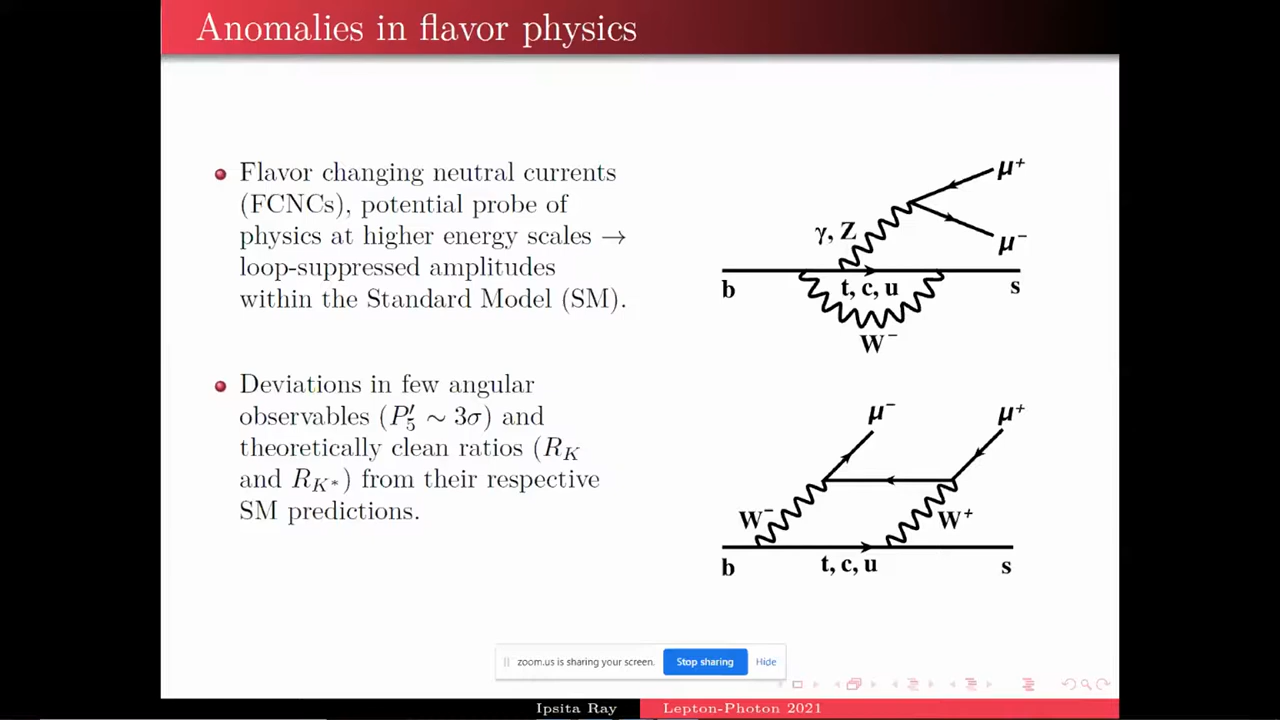 Anomalies in flavor physics
Flavor changing neutral currents
(FCNCs), potential probe of
physics at higher energy scales →
loop-suppressed amplitudes
within the Standard Model (SM).
Deviations in few angular
observables (P′₅ ∼ 3σ) and
theoretically clean ratios (R_K
and R_K*) from their respective
SM predictions.
μ⁺
γ, Z
μ⁻
b
t, c, u
s
W⁻
μ⁻
μ⁺
W⁻
W⁺
b
t, c, u
s
zoom.us is sharing your screen. Stop sharing Hide
Ipsita Ray Lepton-Photon 2021